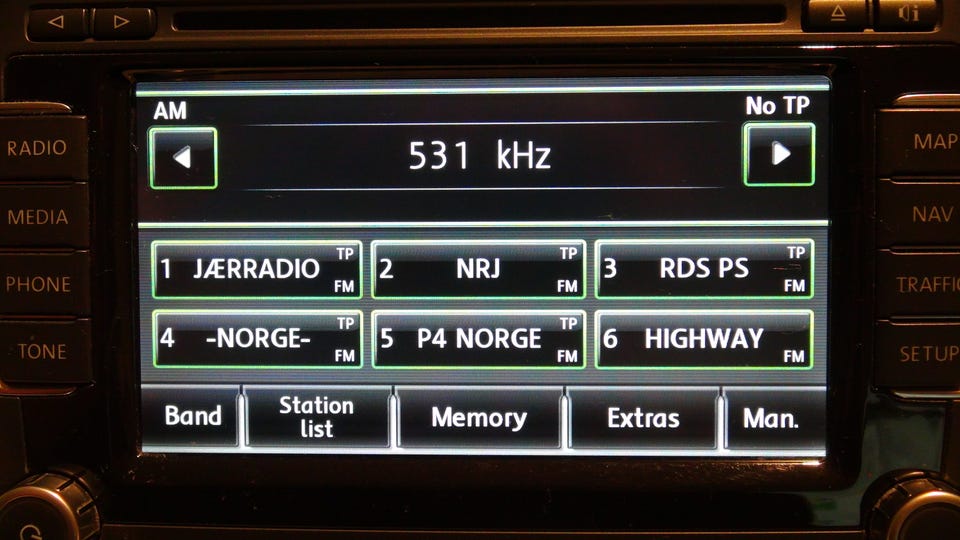 AM
No TP
531 kHz
RADIO
MAP
MEDIA
NAV
PHONE
TRAFFI
TONE
SETUP
1 JÆRRADIO TP FM
2 NRJ TP FM
3 RDS PS TP FM
4 -NORGE- TP FM
5 P4 NORGE TP FM
6 HIGHWAY FM
Band
Station
list
Memory
Extras
Man.